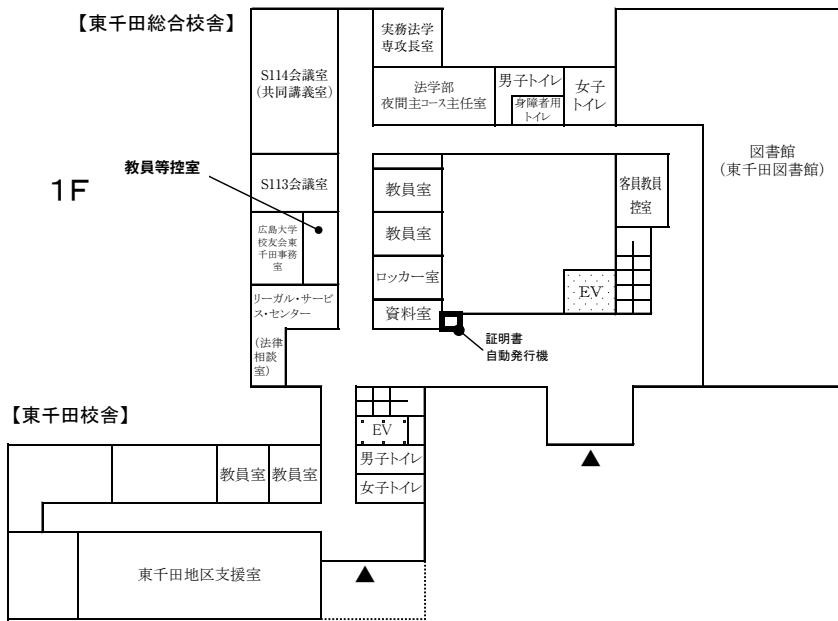 【東千田総合校舎】
実務法学
専攻長室
S114会議室
(共同講義室)
法学部
夜間主コース主任室
男子トイレ
身障者用
トイレ
女子
トイレ
図書館
(東千田図書館)
1F
教員等控室
S113会議室
教員室
客員教員
控室
広島大学
校友会東
千田事務
室
教員室
ロッカー室
EV
リーガル・サービ
ス・センター
(法律
相談
室)
資料室
証明書
自動発行機
【東千田校舎】
EV
教員室
教員室
男子トイレ
女子トイレ
東千田地区支援室